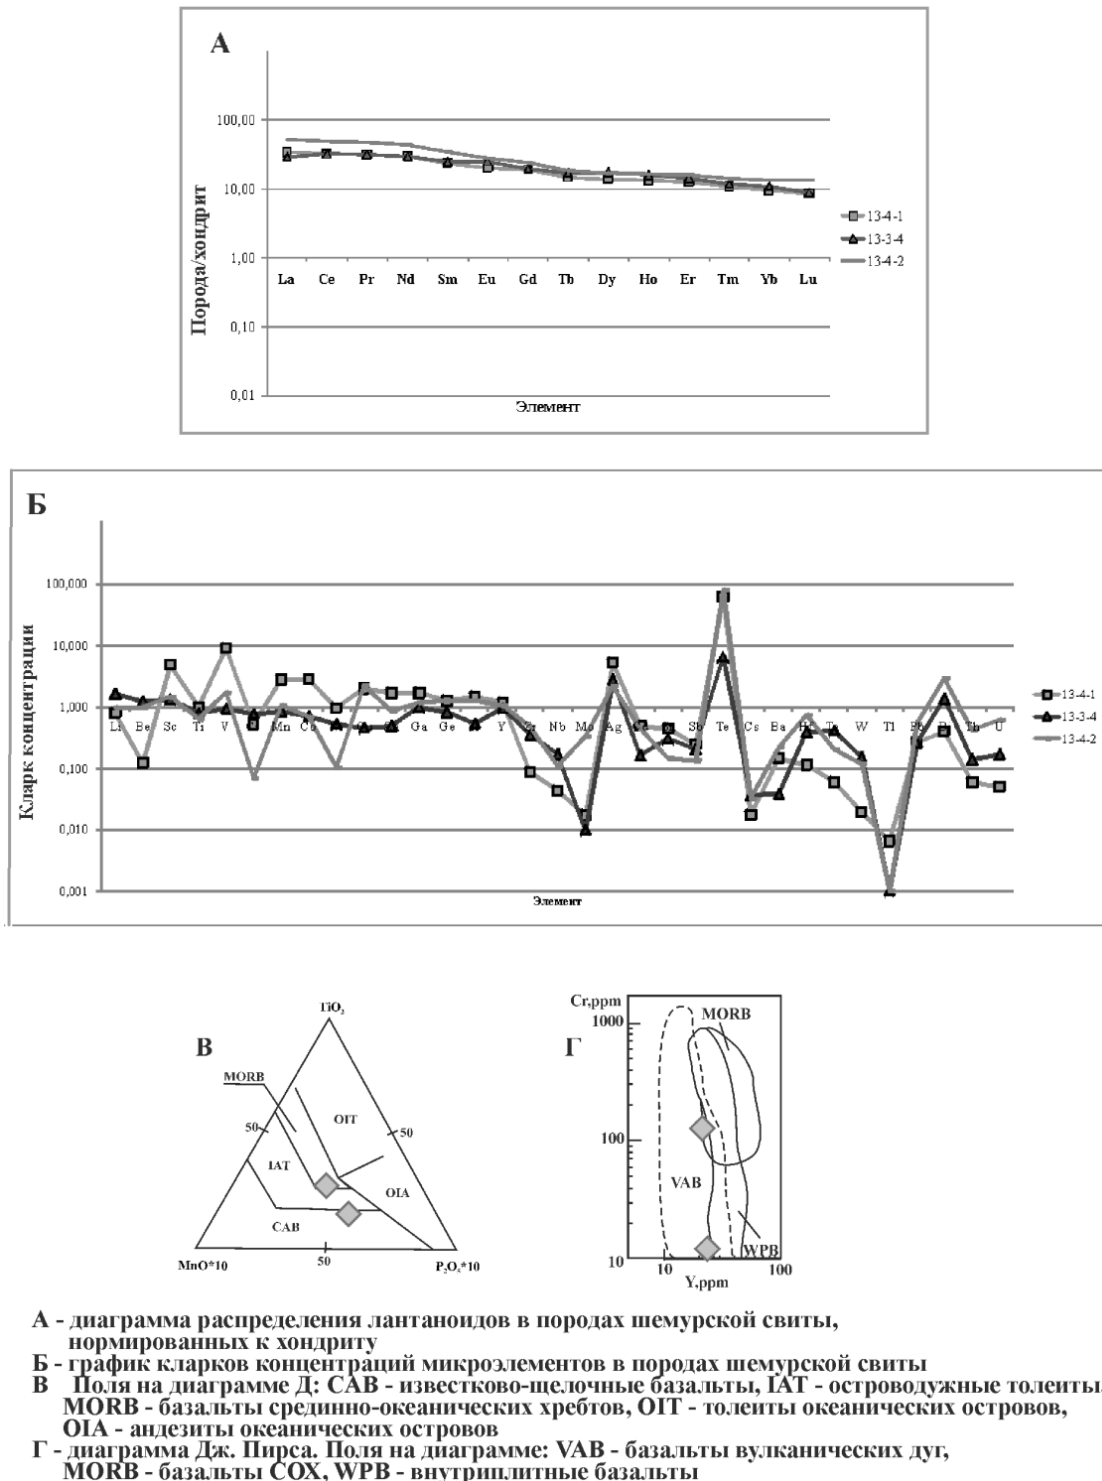 А
100,00
10,00
1,00
0,10
0,01
Порода/хондрит
La Ce Pr Nd Sm Eu Gd Tb Dy Ho Er Tm Yb Lu
Элемент
13-4-1
13-3-4
13-4-2
Б
100,000
10,000
1,000
0,100
0,010
0,001
Кларк концентрации
Li Be Sc Ti V Mn Co Ga Ge Y Zr Nb Mo Ag Sb Te Cs Ba Ta W Tl Pb Bi Th U
Элемент
13-4-1
13-3-4
13-4-2
В
TiO₂
MORB
50
50
OIT
IAT
OIA
CAB
MnO*10
50
P₂O₅*10
Г
Cr,ppm
1000
100
10
MORB
VAB
WPB
10
100
Y,ppm
А - диаграмма распределения лантаноидов в породах шемурской свиты,
нормированных к хондриту
Б - график кларков концентраций микроэлементов в породах шемурской свиты
В Поля на диаграмме Д: CAB - известково-щелочные базальты, IAT - островодужные толеиты,
MORB - базальты срединно-океанических хребтов, OIT - толеиты океанических островов,
OIA - андезиты океанических островов
Г - диаграмма Дж. Пирса. Поля на диаграмме: VAB - базальты вулканических дуг,
MORB - базальты СОХ, WPB - внутриплитные базальты